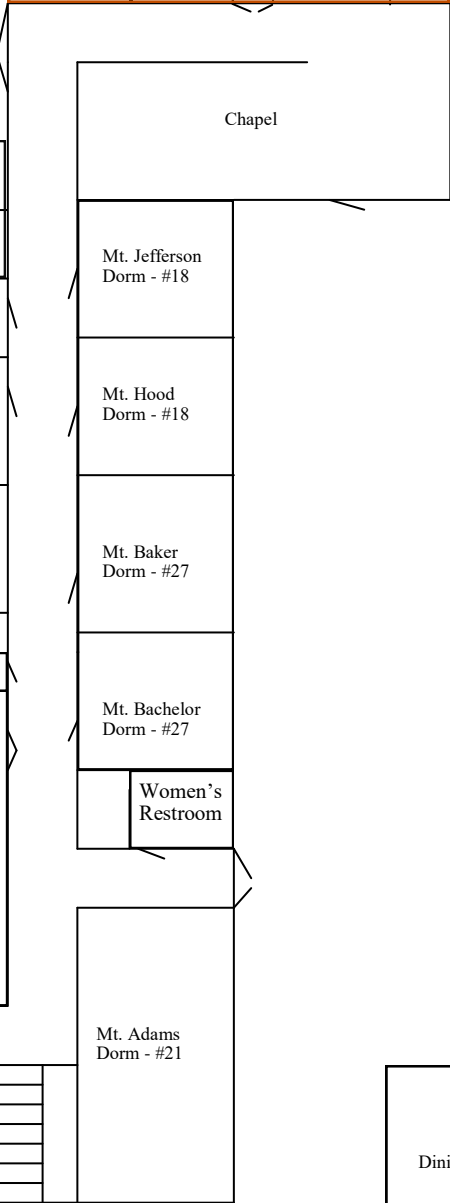 Chapel
Mt. Jefferson
Dorm - #18
Mt. Hood
Dorm - #18
Mt. Baker
Dorm - #27
Mt. Bachelor
Dorm - #27
Women’s
Restroom
Mt. Adams
Dorm - #21